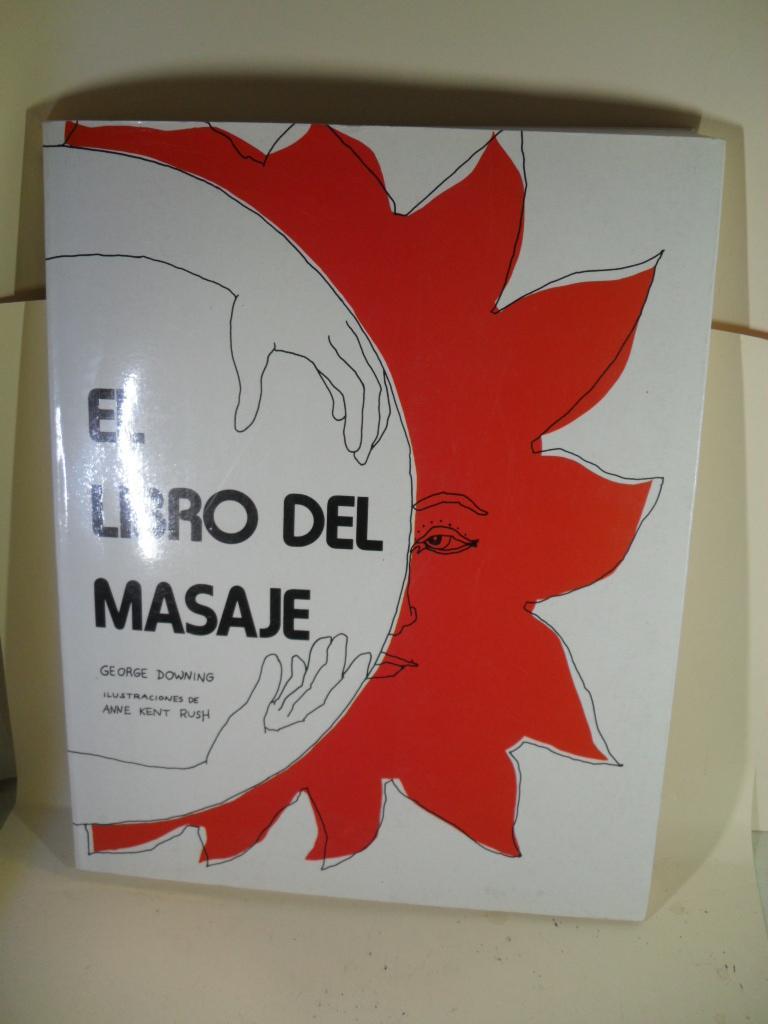 EL
LIBRO DEL
MASAJE
GEORGE DOWNING
ILUSTRACIONES DE
ANNE KENT RUSH